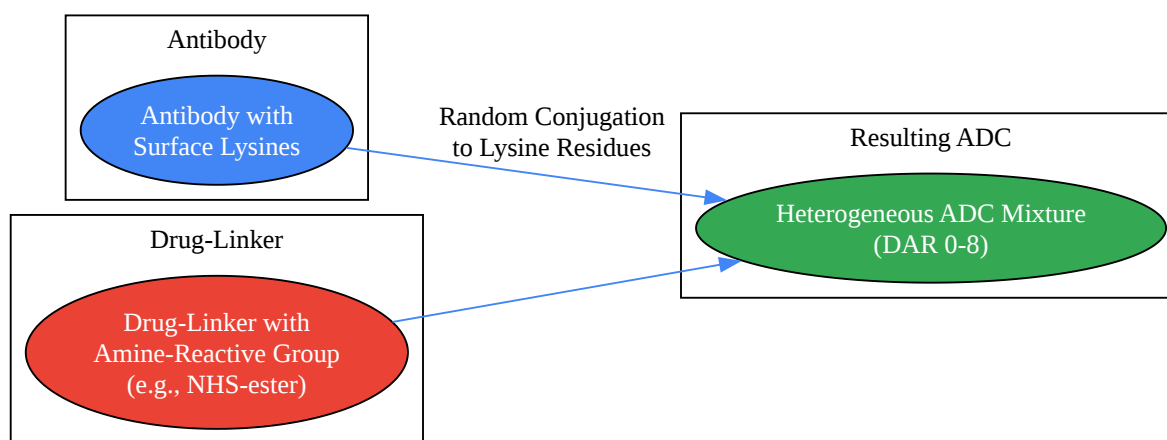 Antibody
Antibody with
Surface Lysines
Random Conjugation
to Lysine Residues
Drug-Linker
Drug-Linker with
Amine-Reactive Group
(e.g., NHS-ester)
Resulting ADC
Heterogeneous ADC Mixture
(DAR 0-8)